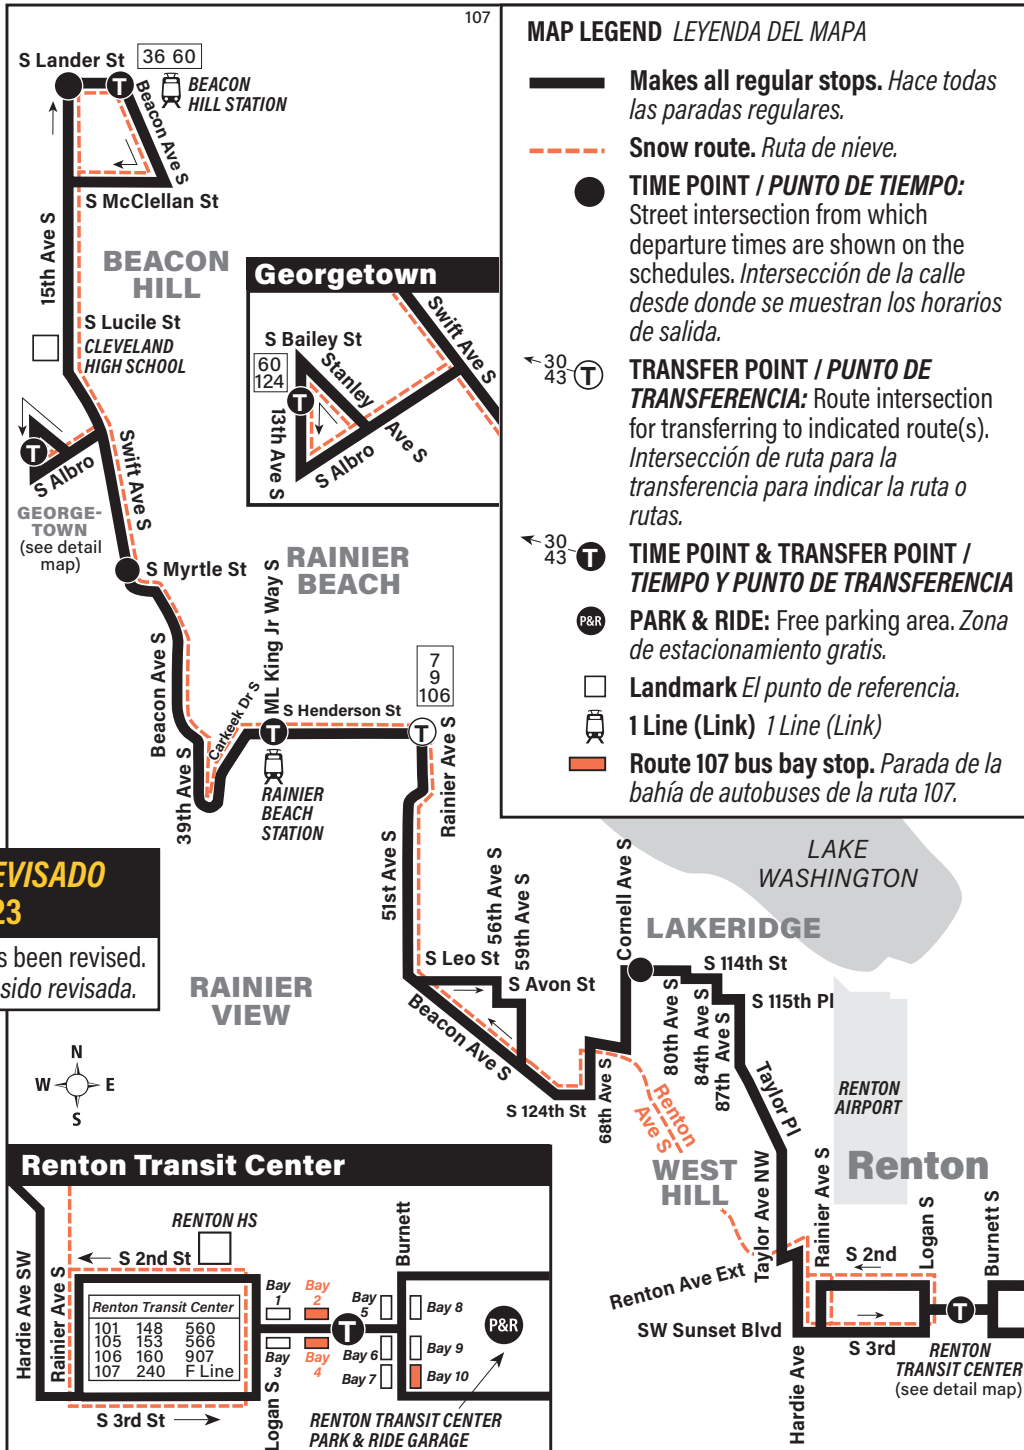 107
S Lander St
36 60
BEACON
HILL STATION
Beacon Ave S
S McClellan St
15th Ave S
BEACON
HILL
S Lucile St
CLEVELAND
HIGH SCHOOL
Swift Ave S
T
S Albro
GEORGE-
TOWN
(see detail
map)
S Myrtle St
Georgetown
S Bailey St
60
124
Stanley
Ave S
Swift Ave S
13th Ave S
S Albro
T
RAINIER
BEACH
Beacon Ave S
39th Ave S
Carkeek Dr S
ML King Jr Way S
S Henderson St
T
RAINIER
BEACH
STATION
7
9
106
T
Rainier Ave S
51st Ave S
MAP LEGEND LEYENDA DEL MAPA
Makes all regular stops. Hace todas
las paradas regulares.
Snow route. Ruta de nieve.
TIME POINT / PUNTO DE TIEMPO:
Street intersection from which
departure times are shown on the
schedules. Intersección de la calle
desde donde se muestran los horarios
de salida.
30
43 T
TRANSFER POINT / PUNTO DE
TRANSFERENCIA: Route intersection
for transferring to indicated route(s).
Intersección de ruta para la
transferencia para indicar la ruta o
rutas.
30
43 T
TIME POINT & TRANSFER POINT /
TIEMPO Y PUNTO DE TRANSFERENCIA
P&R PARK & RIDE: Free parking area. Zona
de estacionamiento gratis.
Landmark El punto de referencia.
1 Line (Link) 1 Line (Link)
Route 107 bus bay stop. Parada de la
bahía de autobuses de la ruta 107.
EVISADO
23
s been revised.
sido revisada.
RAINIER
VIEW
N
W E
S
S Leo St
56th Ave S
59th Ave S
S Avon St
Beacon Ave S
S 124th St
68th Ave S
Cornell Ave S
LAKE
WASHINGTON
LAKERIDGE
S 114th St
S 115th Pl
80th Ave S
84th Ave S
87th Ave S
Taylor Pl
Renton
Ave S
WEST
HILL
RENTON
AIRPORT
Renton
Taylor Ave NW
Rainier Ave S
Logan S
Burnett S
Renton Ave Ext
S 2nd
SW Sunset Blvd
S 3rd
Hardie Ave
T
RENTON
TRANSIT CENTER
(see detail map)
Renton Transit Center
RENTON HS
S 2nd St
Hardie Ave SW
Rainier Ave S
Renton Transit Center
101 148 560
105 153 566
106 160 907
107 240 F Line
Bay
1
Bay
2
Bay
3
Bay
4
T
Bay
5
Bay 6
Bay 7
Burnett
Bay 8
Bay 9
Bay 10
P&R
S 3rd St
Logan S
RENTON TRANSIT CENTER
PARK & RIDE GARAGE
T